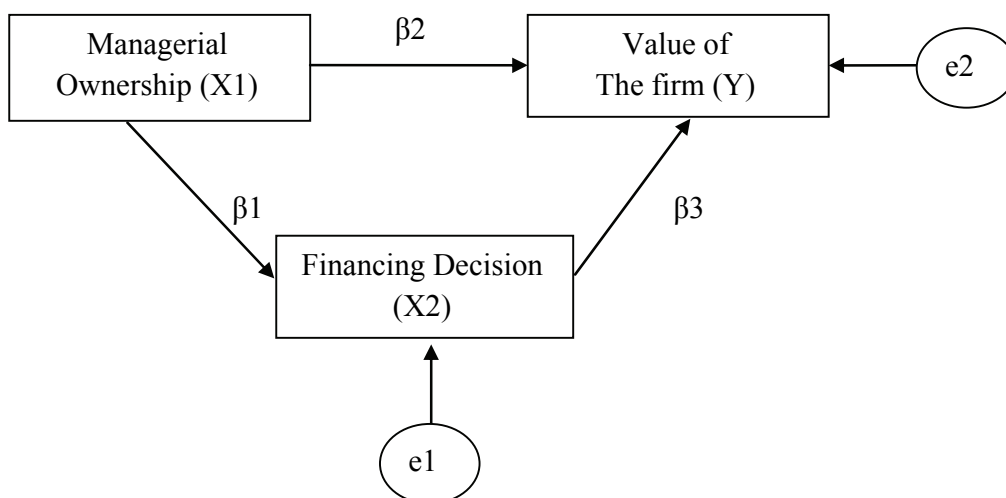 Managerial
Ownership (X1)
β2
Value of
The firm (Y)
e2
β1
β3
Financing Decision
(X2)
e1